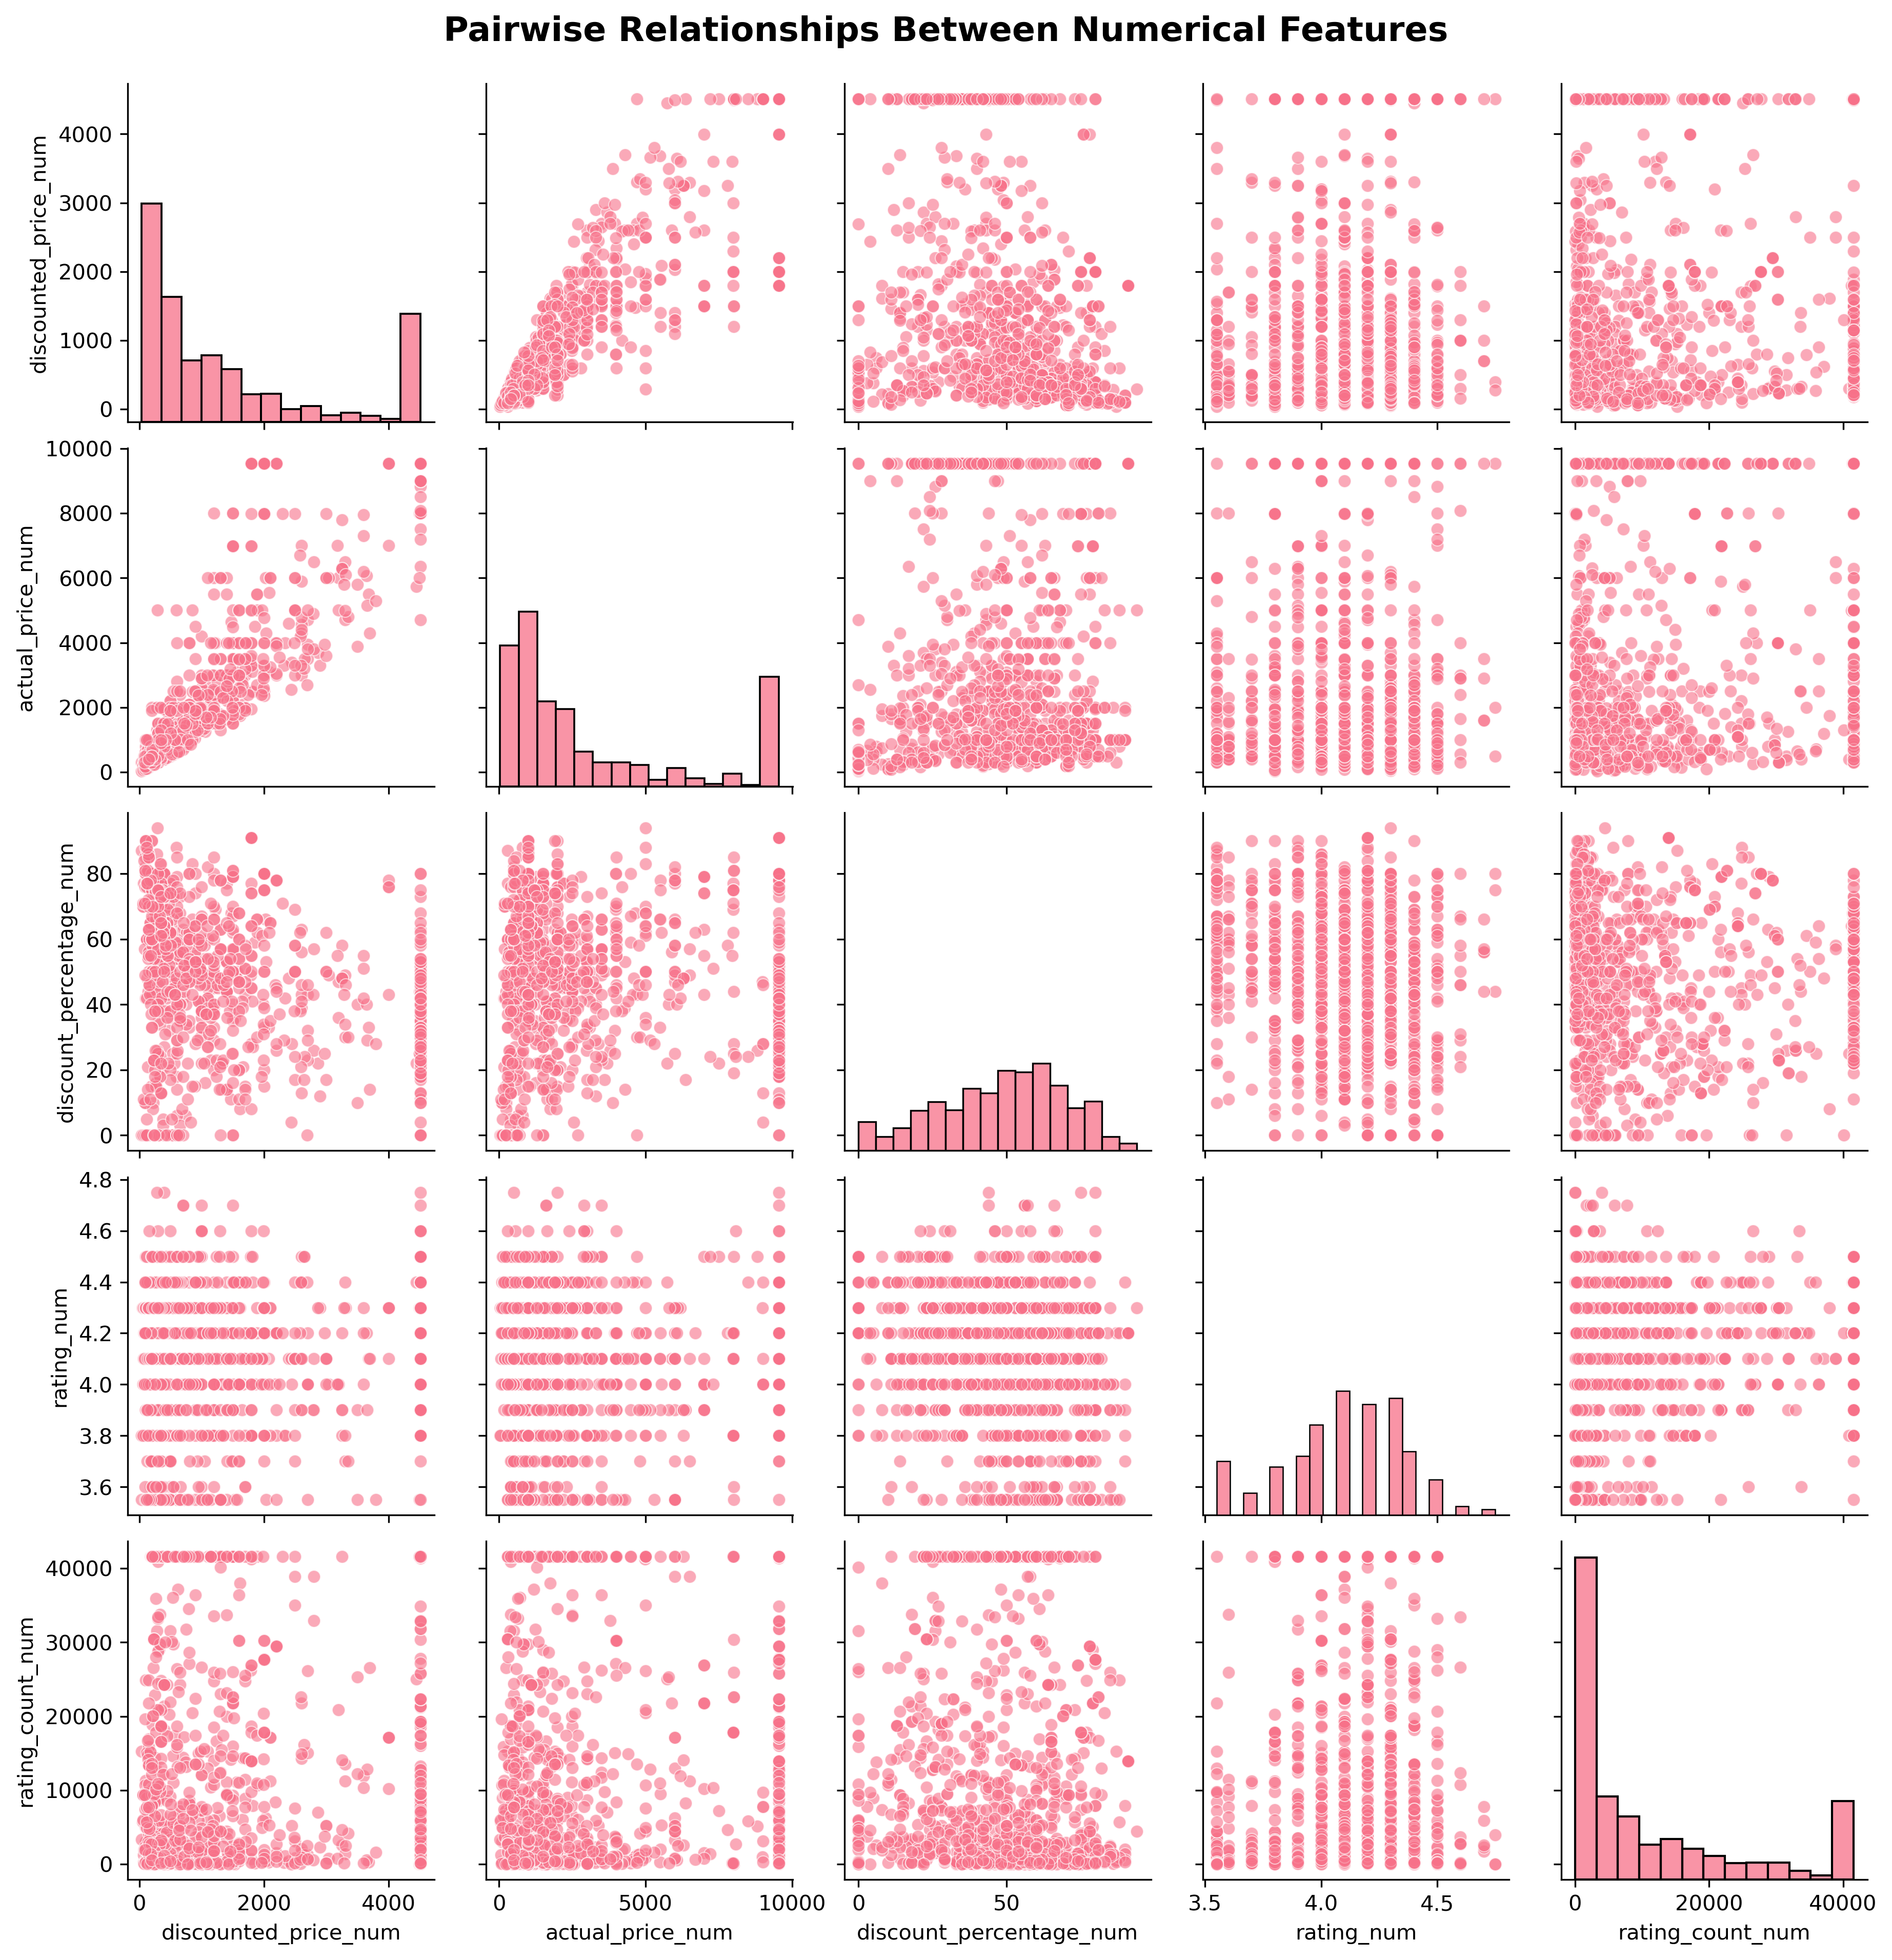 Pairwise Relationships Between Numerical Features
discounted_price_num
4000
3000
2000
1000
0
actual_price_num
10000
8000
6000
4000
2000
0
discount_percentage_num
80
60
40
20
0
rating_num
4.8
4.6
4.4
4.2
4.0
3.8
3.6
rating_count_num
40000
30000
20000
10000
0
0 2000 4000
0 5000 10000
0 50
3.5 4.0 4.5
0 20000 40000
discounted_price_num
actual_price_num
discount_percentage_num
rating_num
rating_count_num